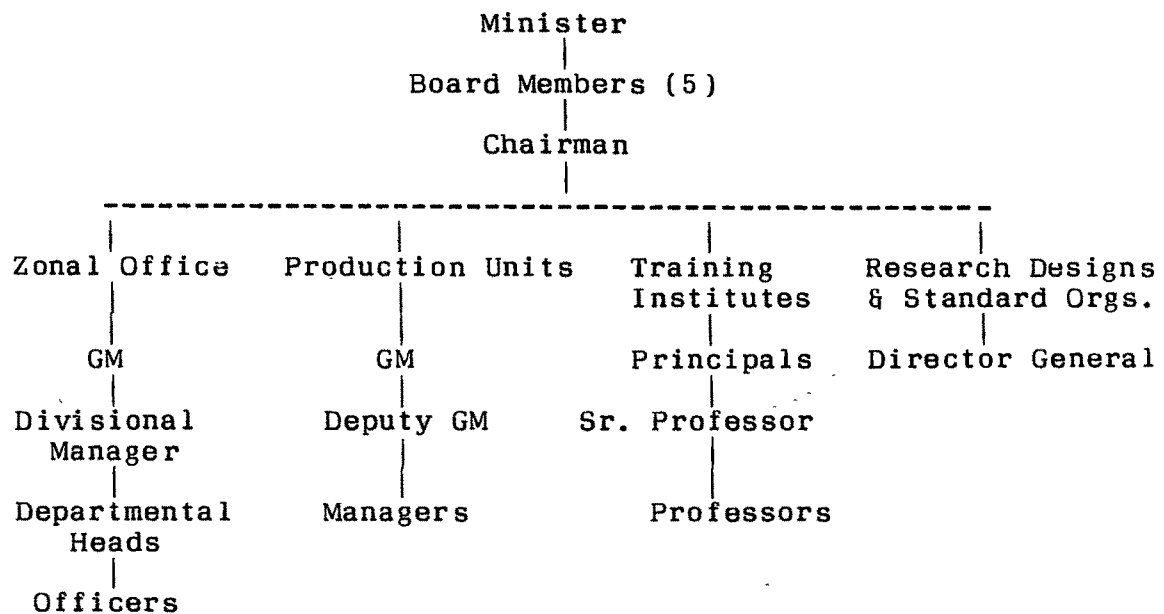 Minister
Board Members (5)
Chairman
Zonal Office Production Units Training Research Designs
Institutes & Standard Orgs.
GM GM Principals Director General
Divisional Deputy GM Sr. Professor
Manager
Departmental Managers Professors
Heads
Officers